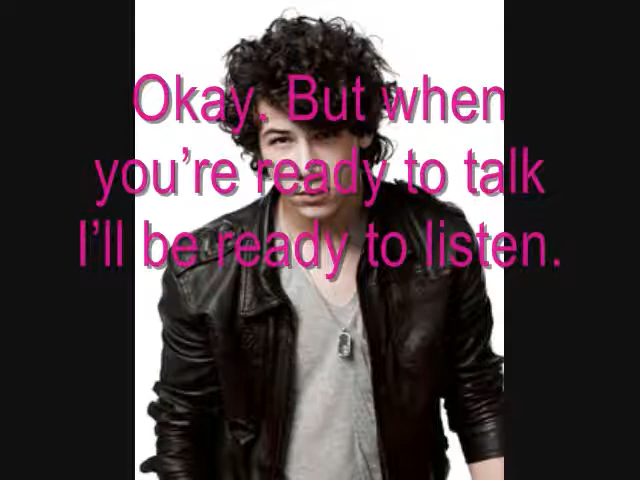 Okay. But when
you’re ready to talk
I’ll be ready to listen.